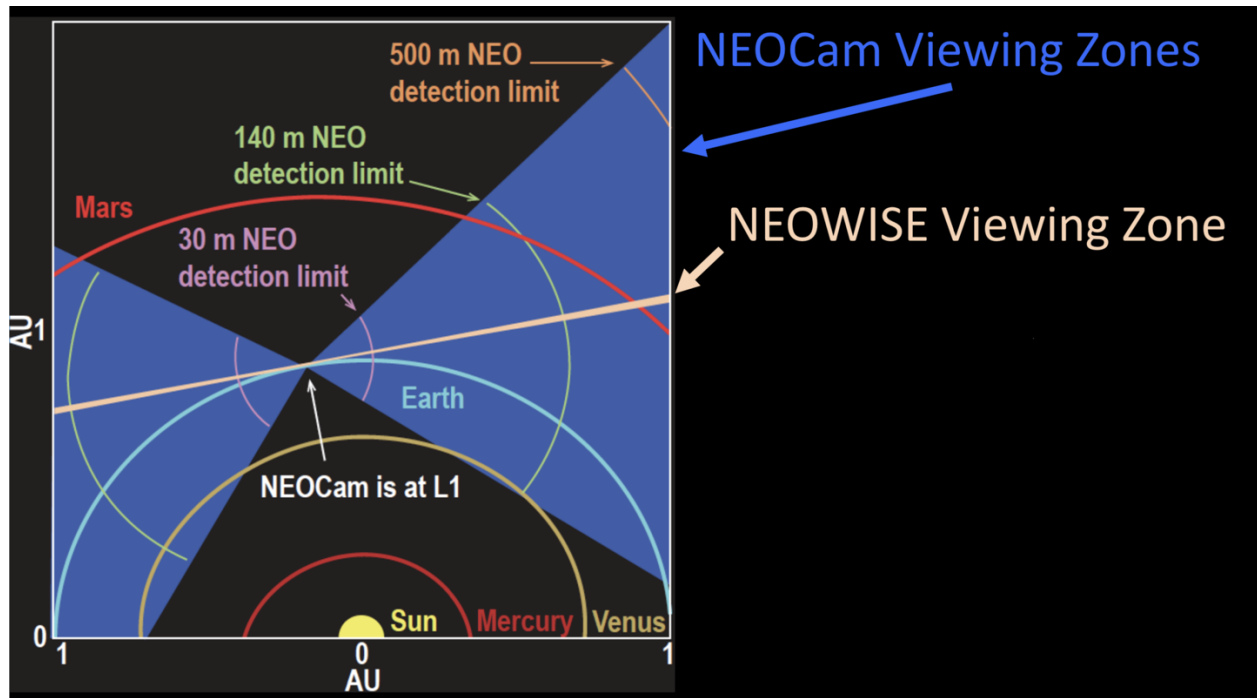 NEOCam Viewing Zones
500 m NEO
detection limit
140 m NEO
detection limit
Mars
NEOWISE Viewing Zone
30 m NEO
detection limit
AU
1
Earth
NEOCam is at L1
Sun
Mercury
Venus
0
1
0
1
AU